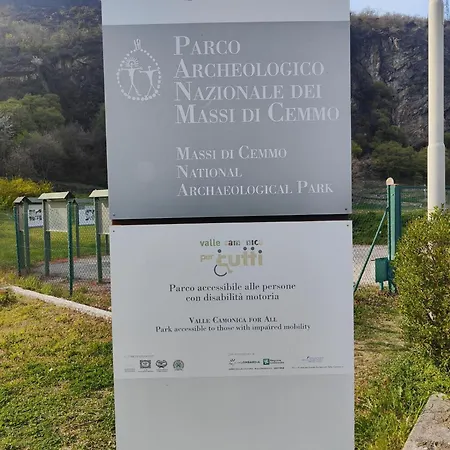 PARCO
ARCHEOLOGICO
NAZIONALE DEI
MASSI DI CEMMO
MASSI DI CEMMO
NATIONAL
ARCHAEOLOGICAL PARK
valle
per tutti
Parco accessibile alle persone
con disabilità motoria
VALLE CAMONICA FOR ALL
Park accessible to those with impaired mobility